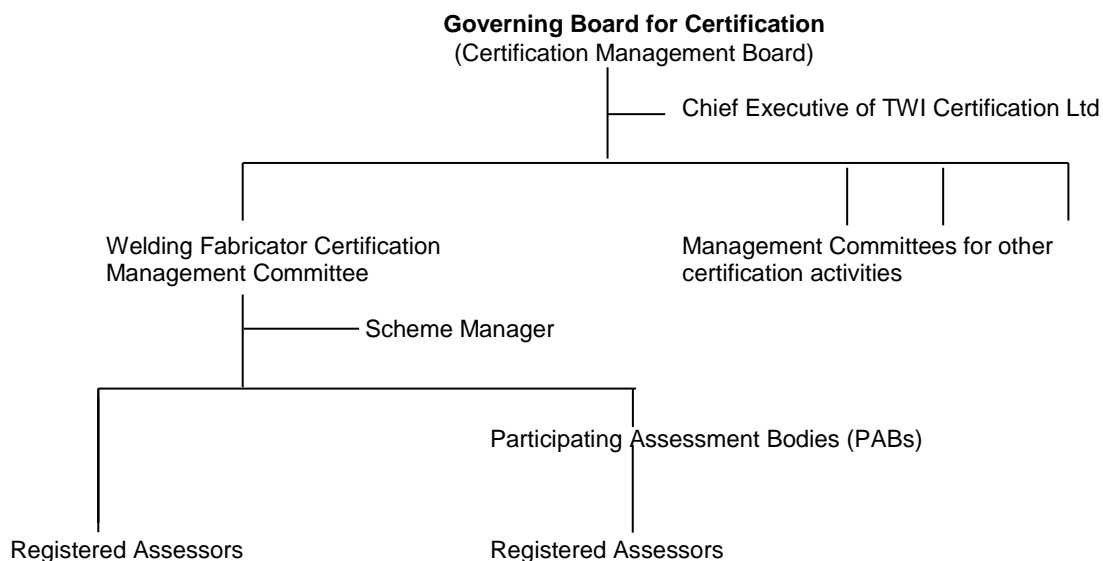 Governing Board for Certification
(Certification Management Board)
Chief Executive of TWI Certification Ltd
Welding Fabricator Certification
Management Committee
Management Committees for other
certification activities
Scheme Manager
Participating Assessment Bodies (PABs)
Registered Assessors
Registered Assessors